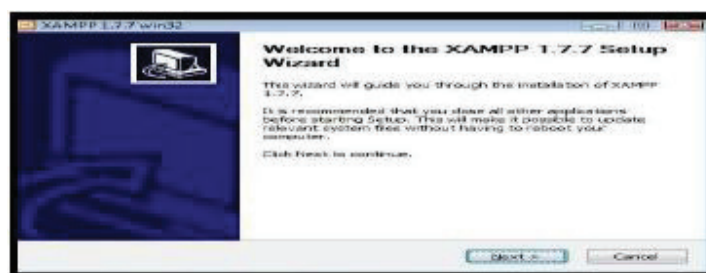 XAMPP 1.7.7 win32
Welcome to the XAMPP 1.7.7 Setup
Wizard
This wizard will guide you through the installation of XAMPP
1.7.7.
It is recommended that you close all other applications
before starting Setup. This will make it possible to update
relevant system files without having to reboot your
computer.
Click Next to continue.
Next >
Cancel